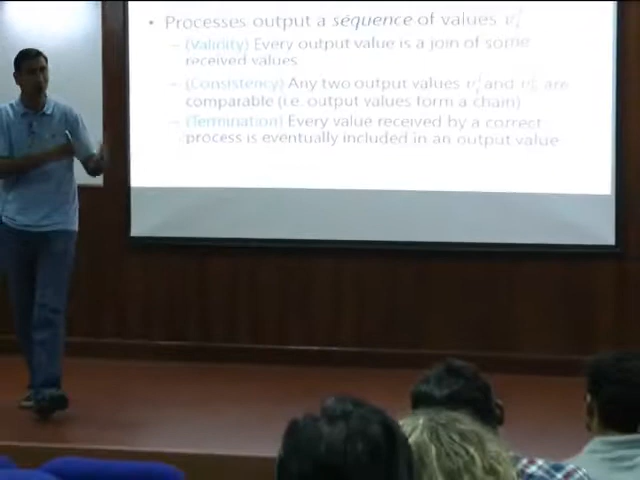 • Processes output a séquence of values
– (Validity) Every output value is a join of some
received values
– (Consistency) Any two output values and are
comparable (i.e. output values form a chain)
– (Termination) Every value received by a correct
process is eventually included in an output value